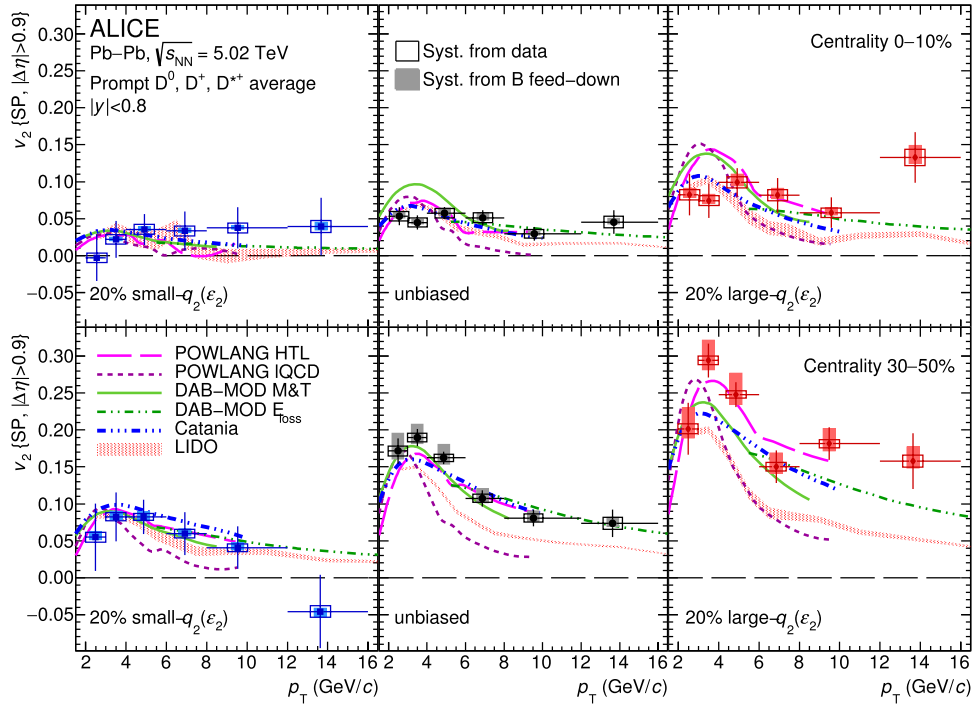 ALICE
Pb–Pb, √s_NN = 5.02 TeV
Prompt D⁰, D⁺, D*⁺ average
|y|<0.8
Syst. from data
Syst. from B feed–down
Centrality 0–10%
v₂ {SP, |Δη|>0.9}
0.30
0.25
0.20
0.15
0.10
0.05
0.00
−0.05
20% small-q₂(ε₂)
unbiased
20% large-q₂(ε₂)
POWLANG HTL
POWLANG lQCD
DAB-MOD M&T
DAB-MOD E_loss
Catania
LIDO
Centrality 30–50%
v₂ {SP, |Δη|>0.9}
0.30
0.25
0.20
0.15
0.10
0.05
0.00
−0.05
20% small-q₂(ε₂)
unbiased
20% large-q₂(ε₂)
2 4 6 8 10 12 14 16
2 4 6 8 10 12 14 16
2 4 6 8 10 12 14 16
p_T (GeV/c)
p_T (GeV/c)
p_T (GeV/c)